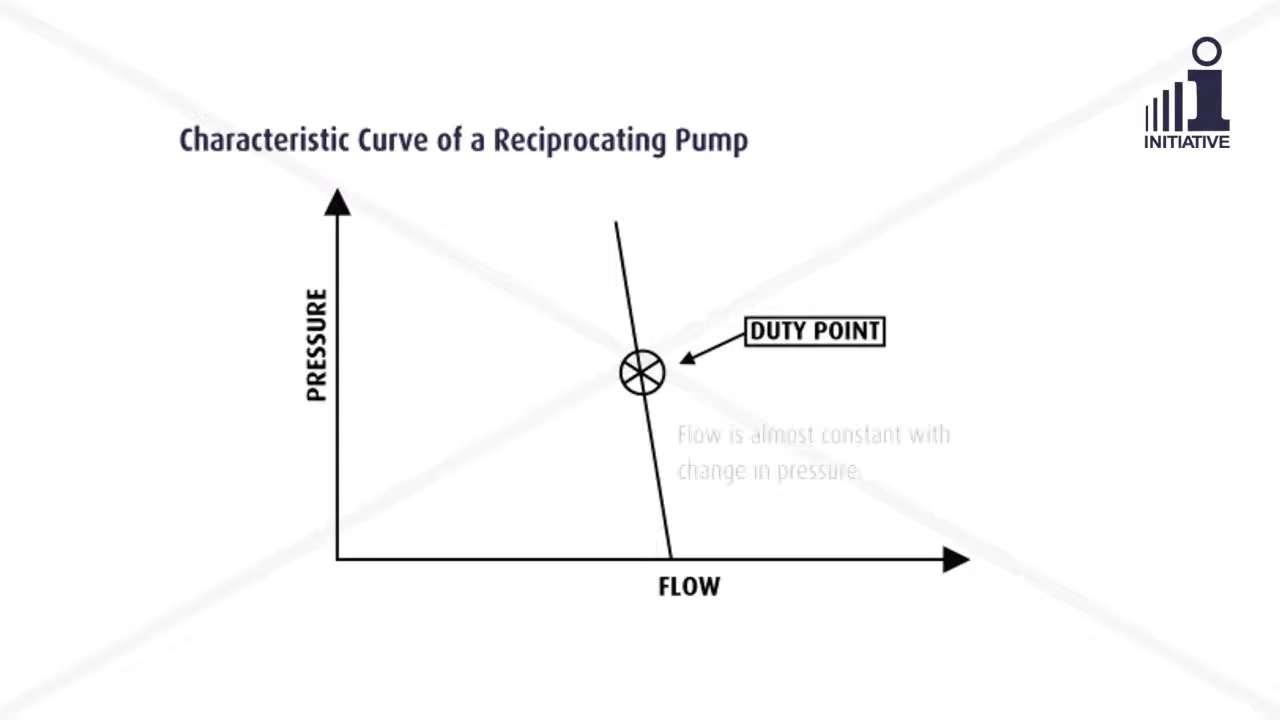 INITIATIVE
Characteristic Curve of a Reciprocating Pump
PRESSURE
DUTY POINT
Flow is almost constant with
change in pressure.
FLOW